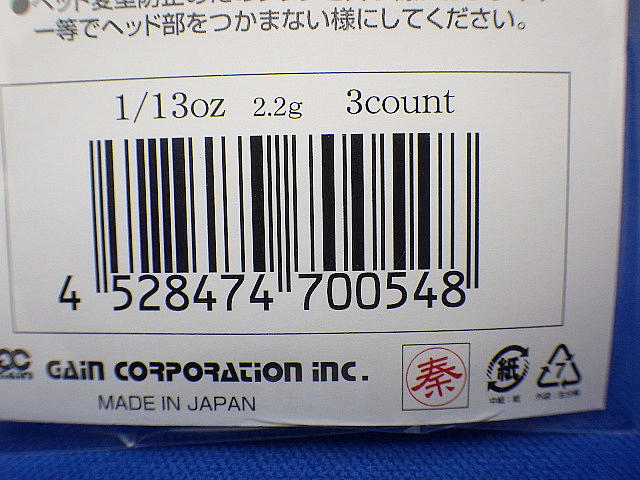 一等でヘッド部をつかまない様にしてください。
1/13oz 2.2g 3count
4 528474 700548
GAIN CORPORATION INC.
MADE IN JAPAN
秦
紙
7